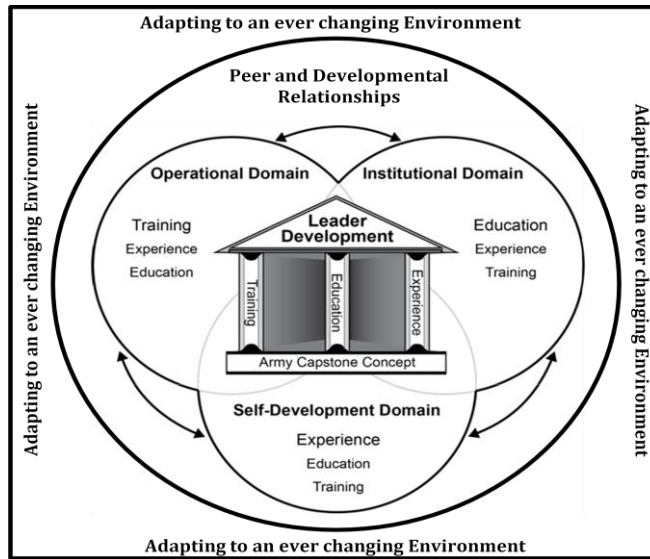 Adapting to an ever changing Environment
Peer and Developmental
Relationships
Adapting to an ever changing Environment
Adapting to an ever changing Environment
Operational Domain
Training
Experience
Education
Institutional Domain
Education
Experience
Training
Leader
Development
Training
Education
Experience
Army Capstone Concept
Self-Development Domain
Experience
Education
Training
Adapting to an ever changing Environment